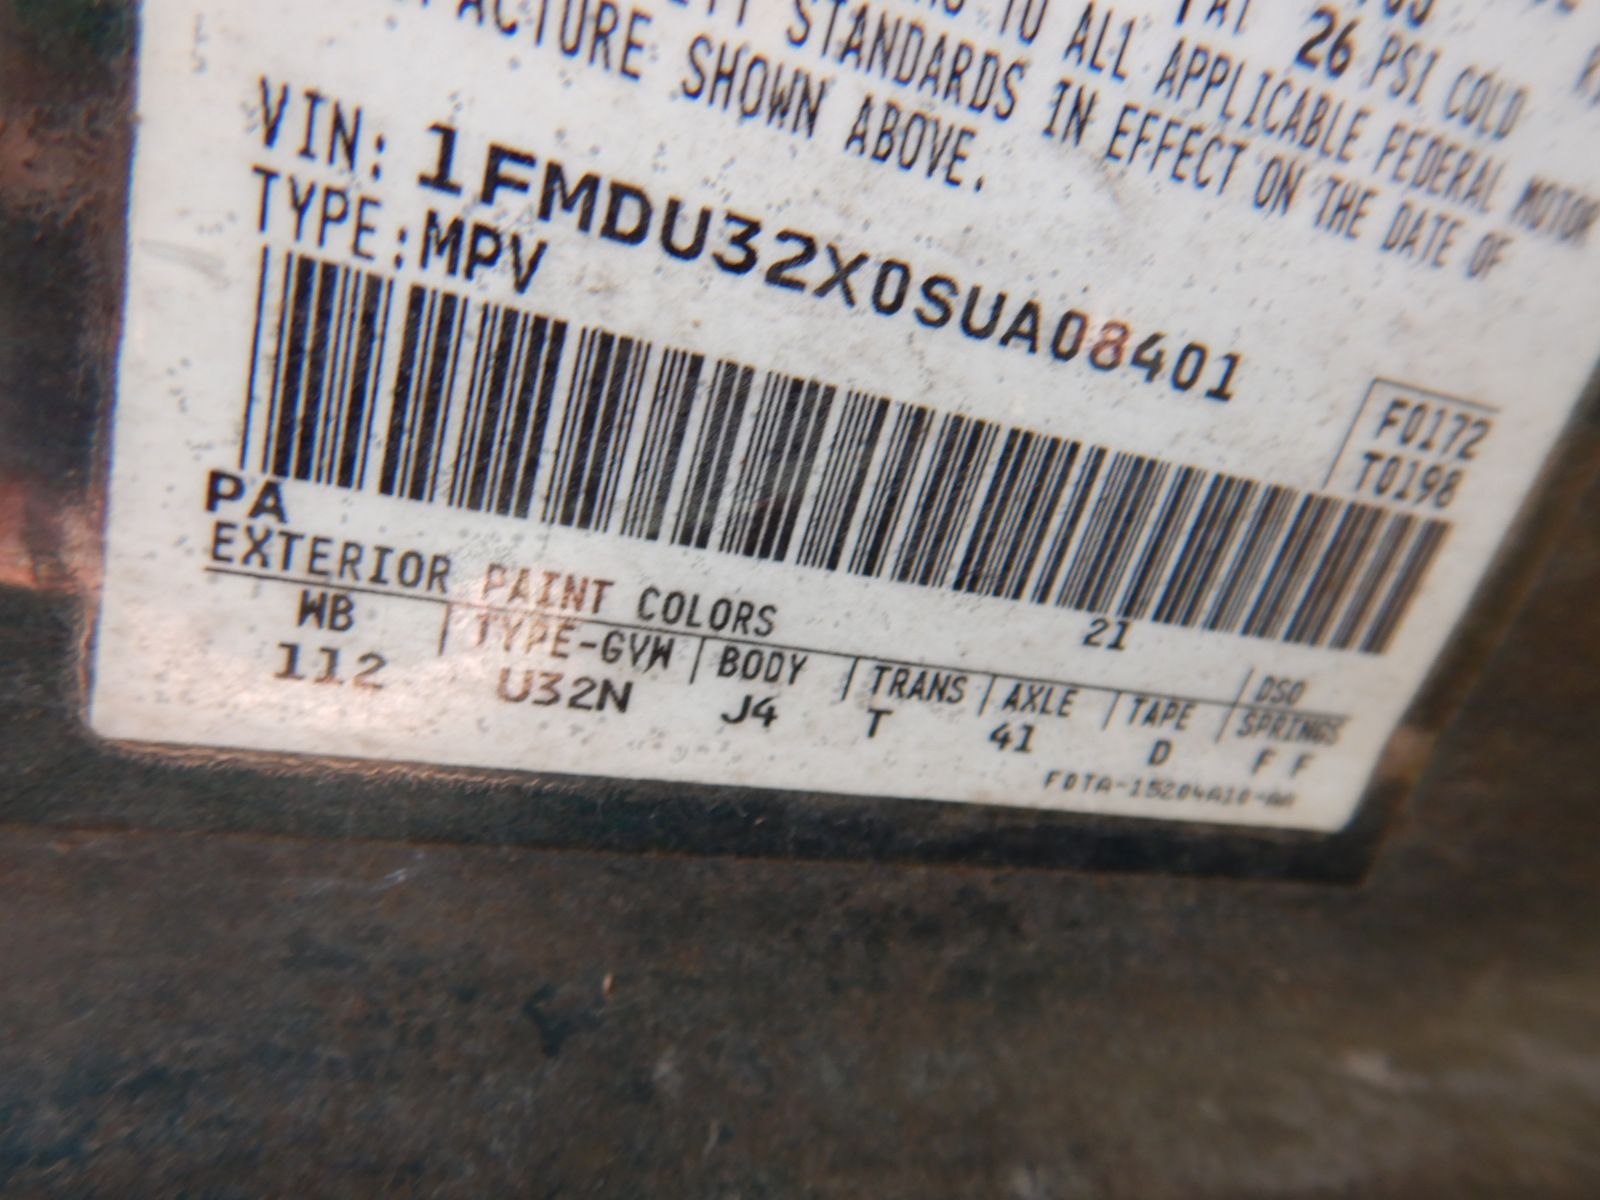 TO ALL APPLICABLE FEDERAL MOTOR
STANDARDS IN EFFECT ON THE DATE OF
SHOWN ABOVE.
26 PSI COLD
VIN: 1FMDU32X0SUA08401
TYPE: MPV
F0172
T0198
PA
EXTERIOR PAINT COLORS
21
DSO
WB TYPE-GVW BODY TRANS AXLE TAPE SPRINGS
112 U32N J4 T 41 D F F